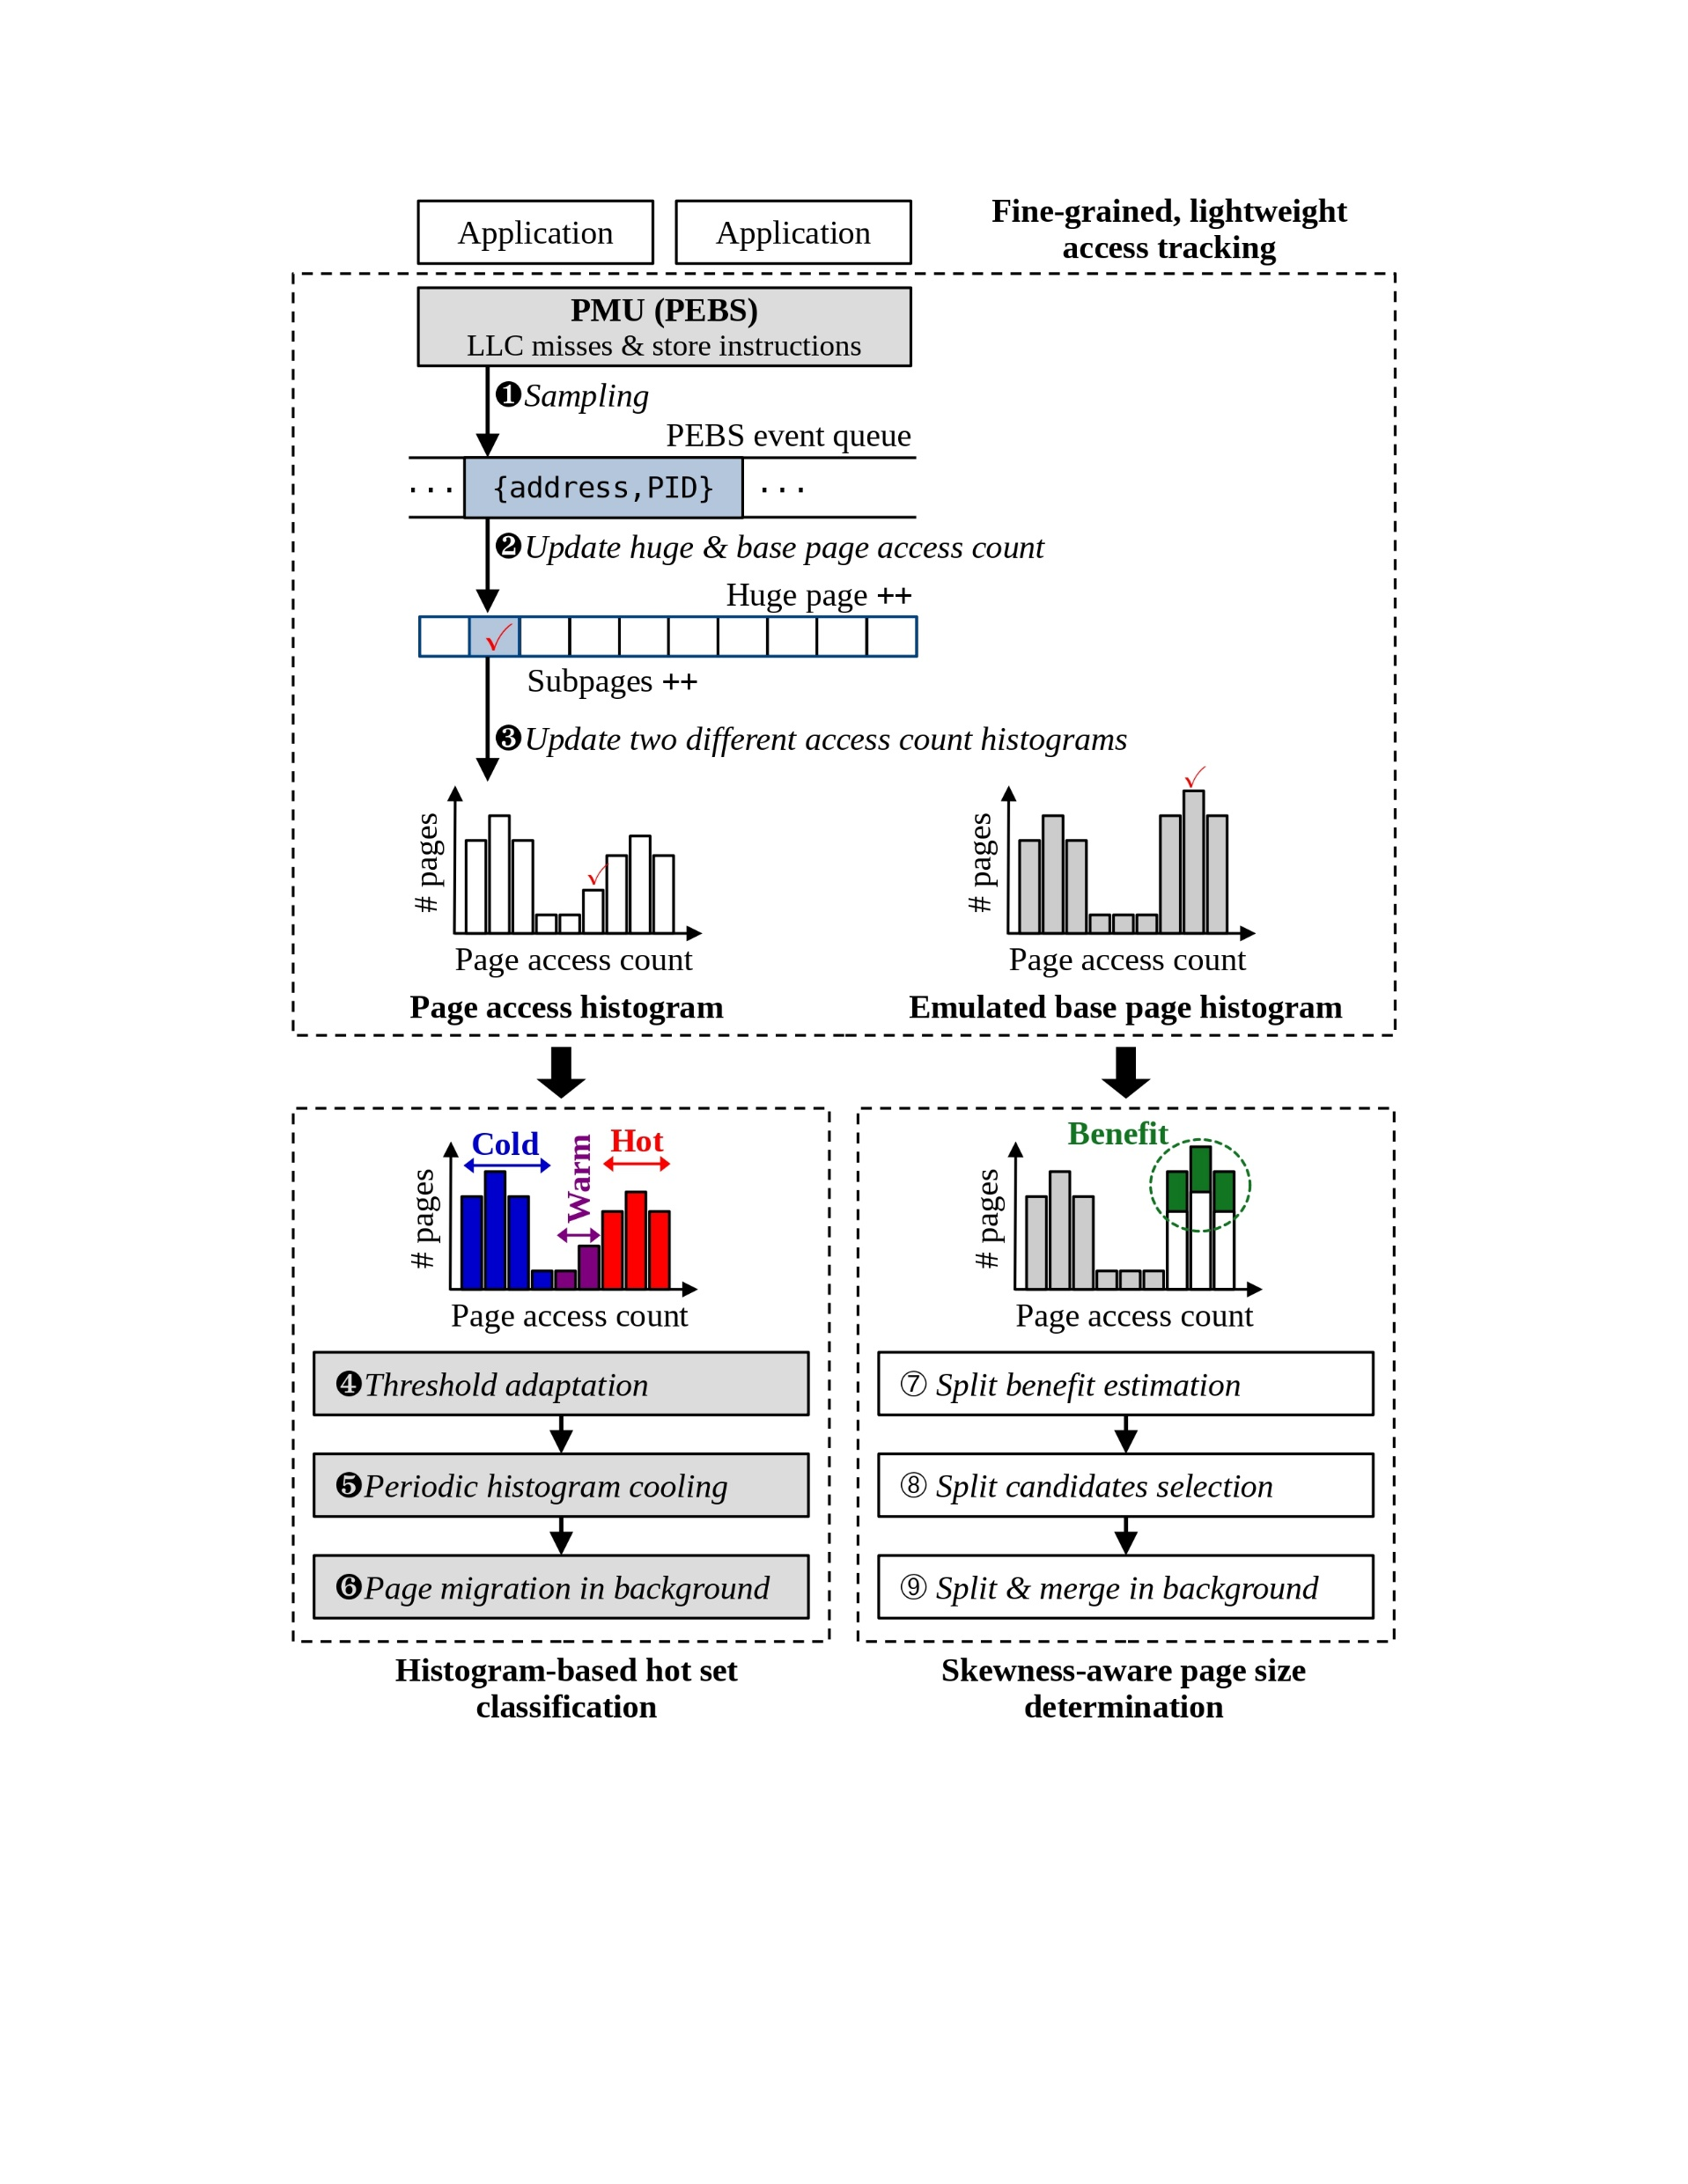 Application
Application
Fine-grained, lightweight
access tracking
PMU (PEBS)
LLC misses & store instructions
❶Sampling
PEBS event queue
... {address,PID} ...
❷Update huge & base page access count
Huge page ++
✓
Subpages ++
❸Update two different access count histograms
# pages
✓
Page access count
Page access histogram
# pages
✓
Page access count
Emulated base page histogram
Cold
Warm
Hot
# pages
Page access count
❹Threshold adaptation
❺Periodic histogram cooling
❻Page migration in background
Histogram-based hot set
classification
Benefit
# pages
Page access count
⑦ Split benefit estimation
⑧ Split candidates selection
⑨ Split & merge in background
Skewness-aware page size
determination